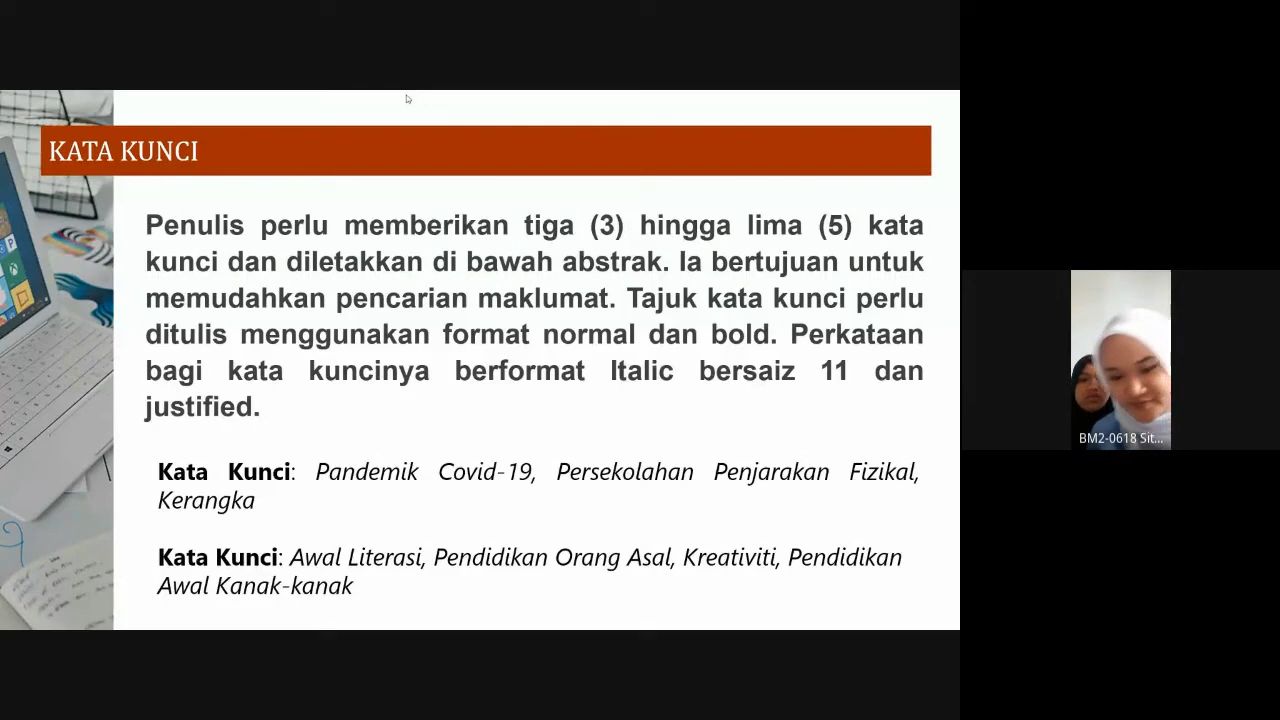 KATA KUNCI
Penulis perlu memberikan tiga (3) hingga lima (5) kata
kunci dan diletakkan di bawah abstrak. Ia bertujuan untuk
memudahkan pencarian maklumat. Tajuk kata kunci perlu
ditulis menggunakan format normal dan bold. Perkataan
bagi kata kuncinya berformat Italic bersaiz 11 dan
justified.
Kata Kunci: Pandemik Covid-19, Persekolahan Penjarakan Fizikal,
Kerangka
Kata Kunci: Awal Literasi, Pendidikan Orang Asal, Kreativiti, Pendidikan
Awal Kanak-kanak
BM2-0618 Sit...